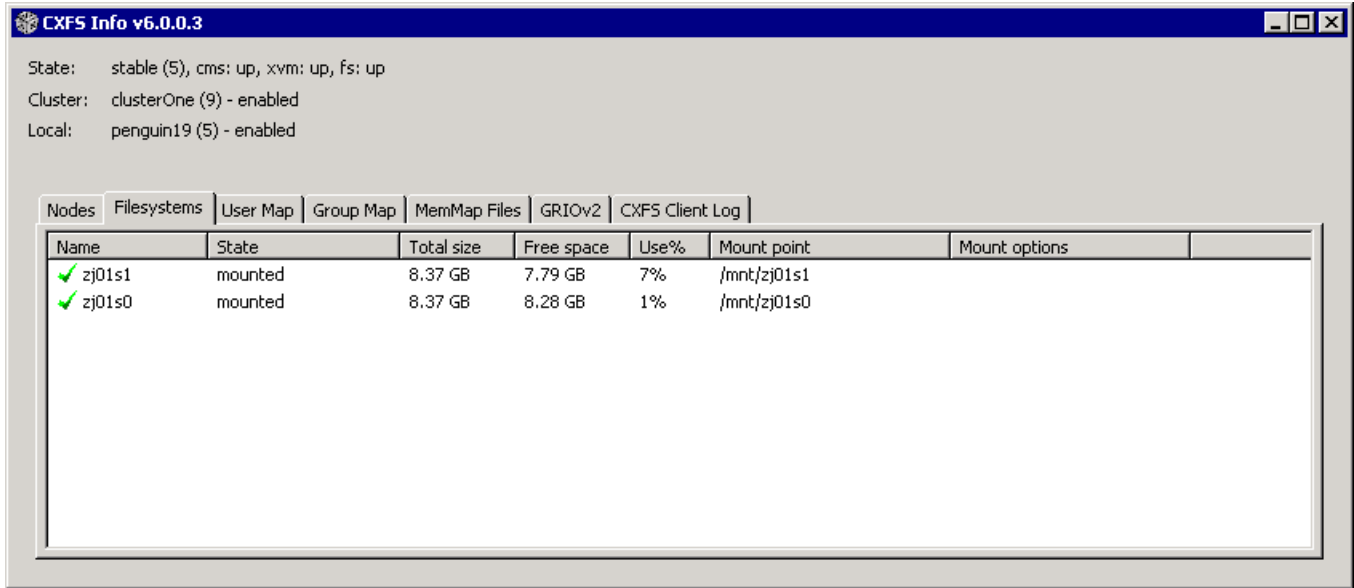 CXFS Info v6.0.0.3
State: stable (5), cms: up, xvm: up, fs: up
Cluster: clusterOne (9) - enabled
Local: penguin19 (5) - enabled
Nodes Filesystems User Map Group Map MemMap Files GRIOv2 CXFS Client Log
Name State Total size Free space Use% Mount point Mount options
zj01s1 mounted 8.37 GB 7.79 GB 7% /mnt/zj01s1
zj01s0 mounted 8.37 GB 8.28 GB 1% /mnt/zj01s0